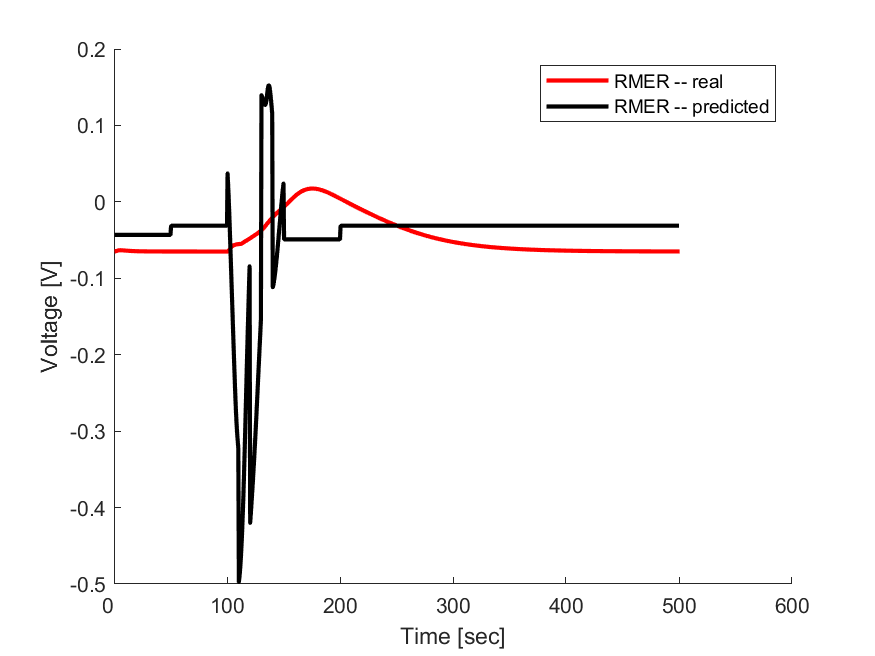 0.2
RMER -- real
RMER -- predicted
0.1
0
-0.1
-0.2
-0.3
-0.4
-0.5
Voltage [V]
0 100 200 300 400 500 600
Time [sec]